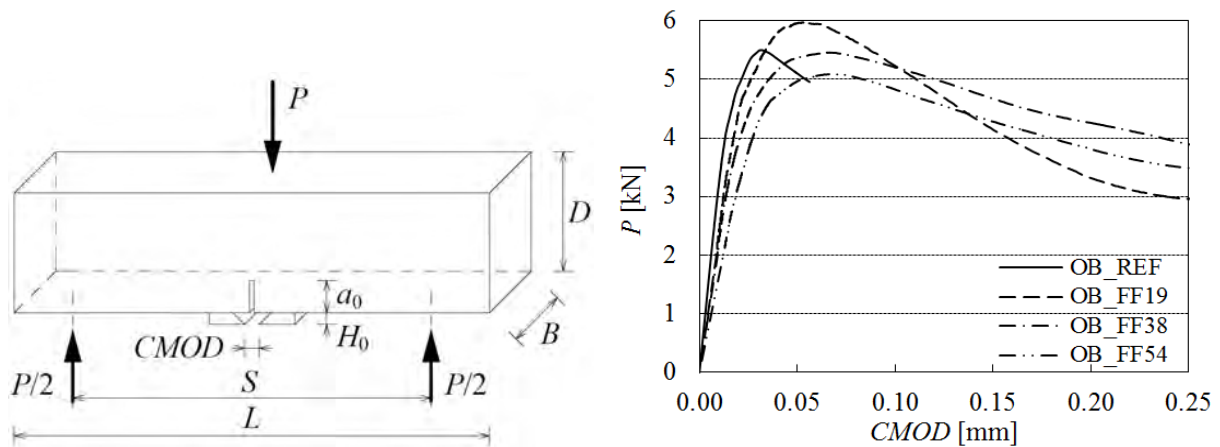 P
D
a0
H0
B
CMOD
P/2
S
P/2
L
P [kN]
6
5
4
3
2
1
0
OB_REF
OB_FF19
OB_FF38
OB_FF54
0.00 0.05 0.10 0.15 0.20 0.25
CMOD [mm]